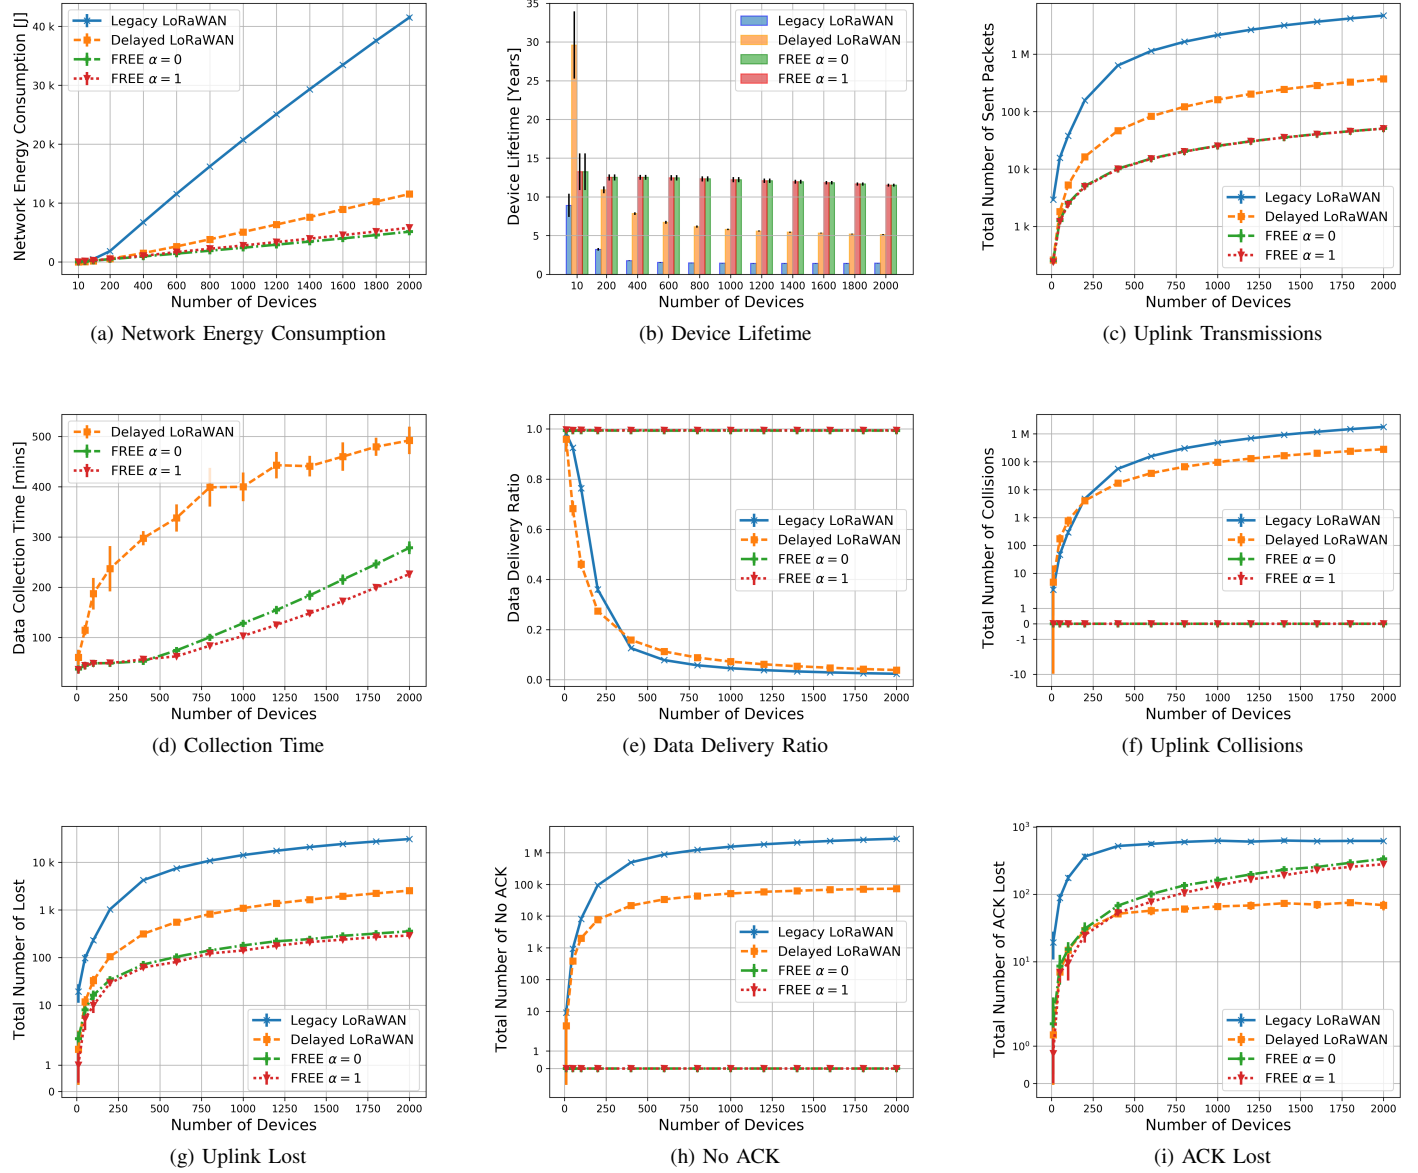 Network Energy Consumption [J]
40 k
30 k
20 k
10 k
0
Legacy LoRaWAN
Delayed LoRaWAN
FREE α = 0
FREE α = 1
10 200 400 600 800 1000 1200 1400 1600 1800 2000
Number of Devices
(a) Network Energy Consumption
Device Lifetime [Years]
35
30
25
20
15
10
5
0
Legacy LoRaWAN
Delayed LoRaWAN
FREE α = 0
FREE α = 1
10 200 400 600 800 1000 1200 1400 1600 1800 2000
Number of Devices
(b) Device Lifetime
Total Number of Sent Packets
1 M
100 k
10 k
1 k
Legacy LoRaWAN
Delayed LoRaWAN
FREE α = 0
FREE α = 1
0 250 500 750 1000 1250 1500 1750 2000
Number of Devices
(c) Uplink Transmissions
Data Collection Time [mins]
500
400
300
200
100
Delayed LoRaWAN
FREE α = 0
FREE α = 1
0 250 500 750 1000 1250 1500 1750 2000
Number of Devices
(d) Collection Time
Data Delivery Ratio
1.0
0.8
0.6
0.4
0.2
0.0
Legacy LoRaWAN
Delayed LoRaWAN
FREE α = 0
FREE α = 1
0 250 500 750 1000 1250 1500 1750 2000
Number of Devices
(e) Data Delivery Ratio
Total Number of Collisions
1 M
100 k
10 k
1 k
100
10
1
0
-1
-10
Legacy LoRaWAN
Delayed LoRaWAN
FREE α = 0
FREE α = 1
0 250 500 750 1000 1250 1500 1750 2000
Number of Devices
(f) Uplink Collisions
Total Number of Lost
10 k
1 k
100
10
1
0
Legacy LoRaWAN
Delayed LoRaWAN
FREE α = 0
FREE α = 1
0 250 500 750 1000 1250 1500 1750 2000
Number of Devices
(g) Uplink Lost
Total Number of No ACK
1 M
100 k
10 k
1 k
100
10
1
0
Legacy LoRaWAN
Delayed LoRaWAN
FREE α = 0
FREE α = 1
0 250 500 750 1000 1250 1500 1750 2000
Number of Devices
(h) No ACK
Total Number of ACK Lost
10³
10²
10¹
10⁰
0
Legacy LoRaWAN
Delayed LoRaWAN
FREE α = 0
FREE α = 1
0 250 500 750 1000 1250 1500 1750 2000
Number of Devices
(i) ACK Lost